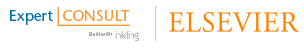 Expert CONSULT
Built with inkling
ELSEVIER